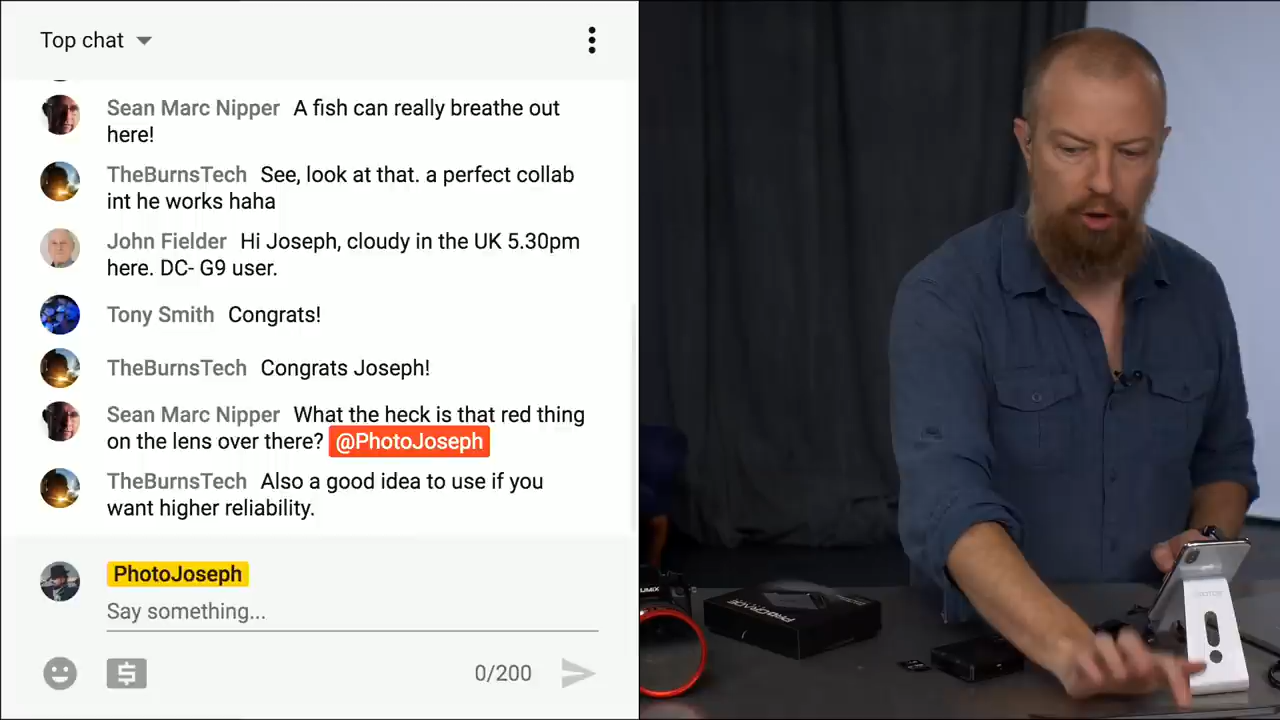 Top chat
Sean Marc Nipper A fish can really breathe out
here!
TheBurnsTech See, look at that. a perfect collab
int he works haha
John Fielder Hi Joseph, cloudy in the UK 5.30pm
here. DC- G9 user.
Tony Smith Congrats!
TheBurnsTech Congrats Joseph!
Sean Marc Nipper What the heck is that red thing
on the lens over there? @PhotoJoseph
TheBurnsTech Also a good idea to use if you
want higher reliability.
PhotoJoseph
Say something...
0/200
LUMIX
PROGRADE